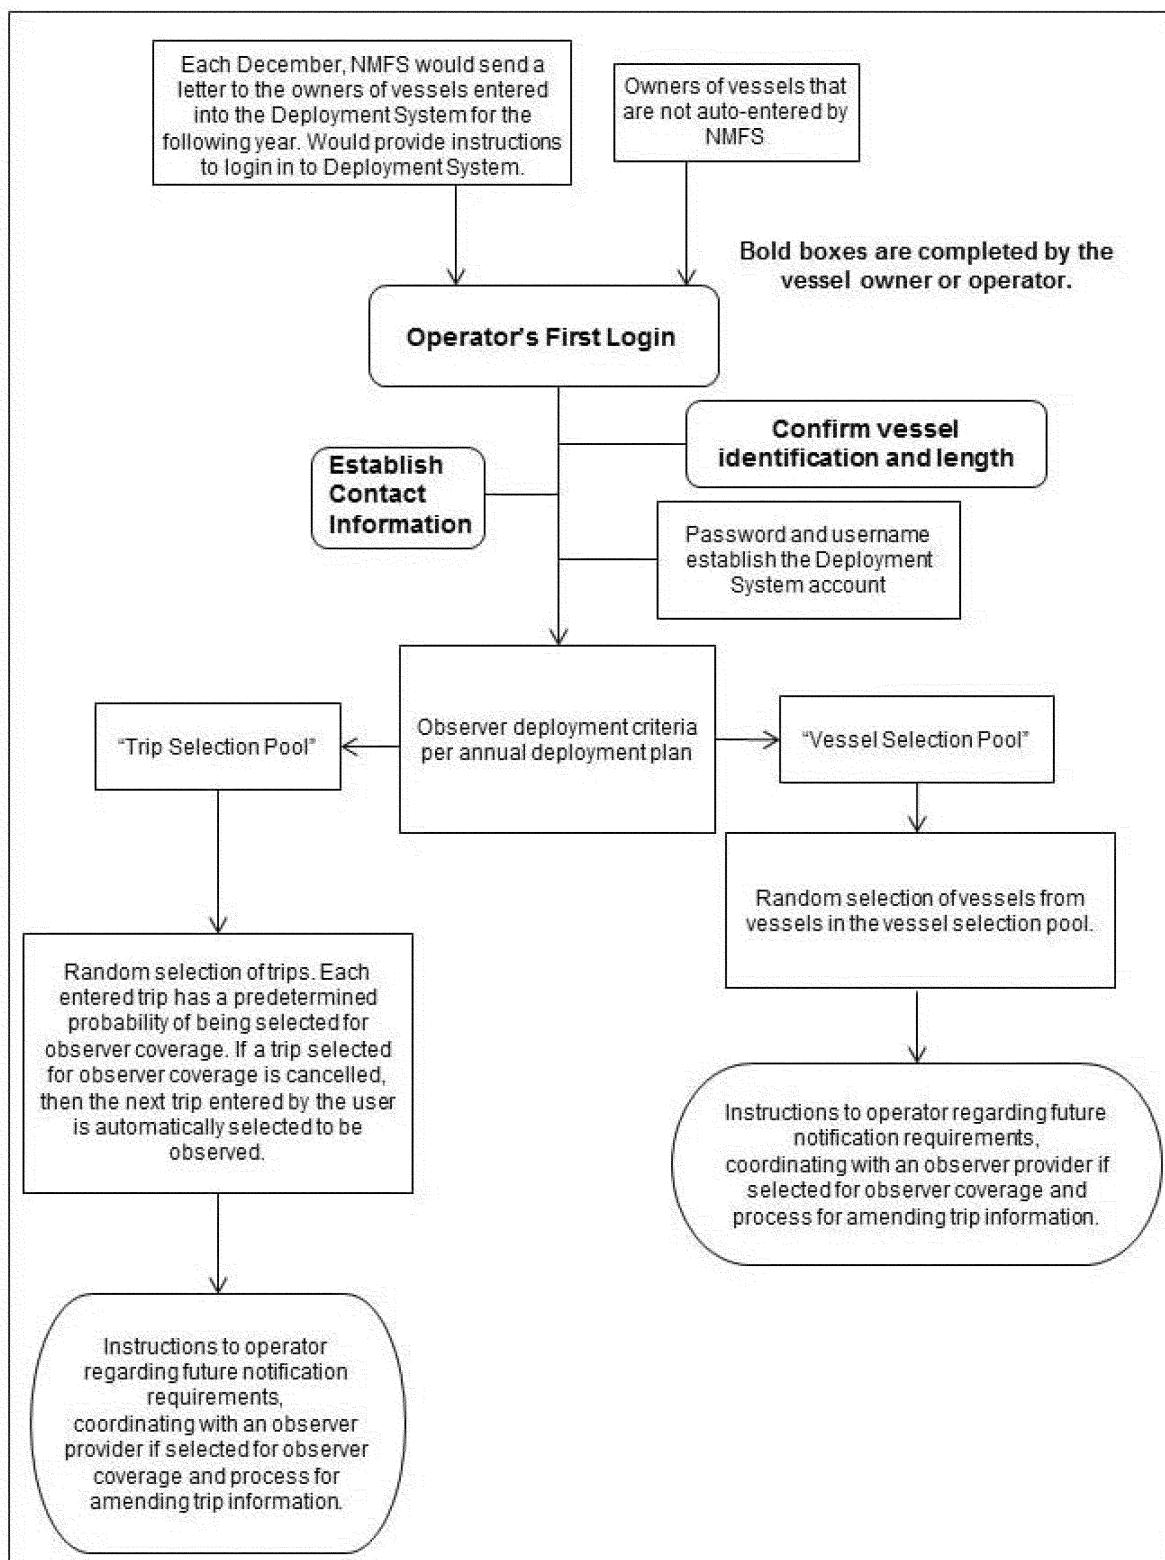 Each December, NMFS would send a
letter to the owners of vessels entered
into the Deployment System for the
following year. Would provide instructions
to login in to Deployment System.
Owners of vessels that
are not auto-entered by
NMFS
Bold boxes are completed by the
vessel owner or operator.
Operator's First Login
Confirm vessel
identification and length
Establish
Contact
Information
Password and username
establish the Deployment
System account
Observer deployment criteria
per annual deployment plan
"Trip Selection Pool"
"Vessel Selection Pool"
Random selection of vessels from
vessels in the vessel selection pool.
Random selection of trips. Each
entered trip has a predetermined
probability of being selected for
observer coverage. If a trip selected
for observer coverage is cancelled,
then the next trip entered by the user
is automatically selected to be
observed.
Instructions to operator regarding future
notification requirements,
coordinating with an observer provider if
selected for observer coverage and
process for amending trip information.
Instructions to operator
regarding future notification
requirements,
coordinating with an observer
provider if selected for observer
coverage and process for
amending trip information.